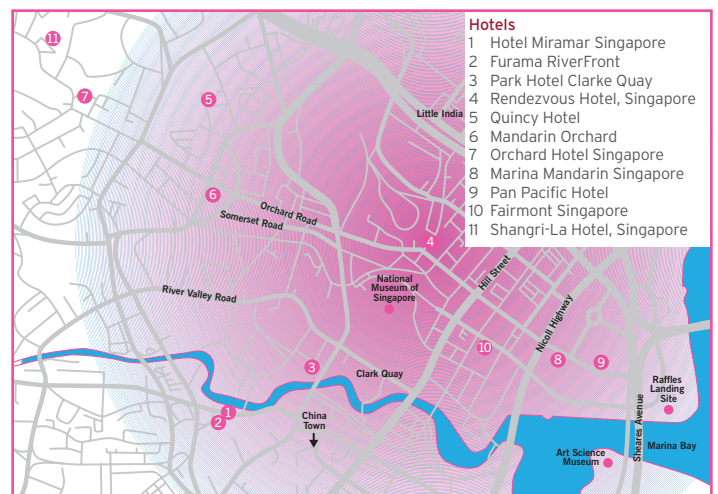 Hotels
1 Hotel Miramar Singapore
2 Furama RiverFront
3 Park Hotel Clarke Quay
4 Rendezvous Hotel, Singapore
5 Quincy Hotel
6 Mandarin Orchard
7 Orchard Hotel Singapore
8 Marina Mandarin Singapore
9 Pan Pacific Hotel
10 Fairmont Singapore
11 Shangri-La Hotel, Singapore
11
7
5
Little India
6
Orchard Road
Somerset Road
4
Hill Street
National
Museum of
Singapore
River Valley Road
Nicoll Highway
10
8
9
3
Clark Quay
Raffles
Landing
Site
1
2
China
Town
Sheares Avenue
Marina Bay
Art Science
Museum